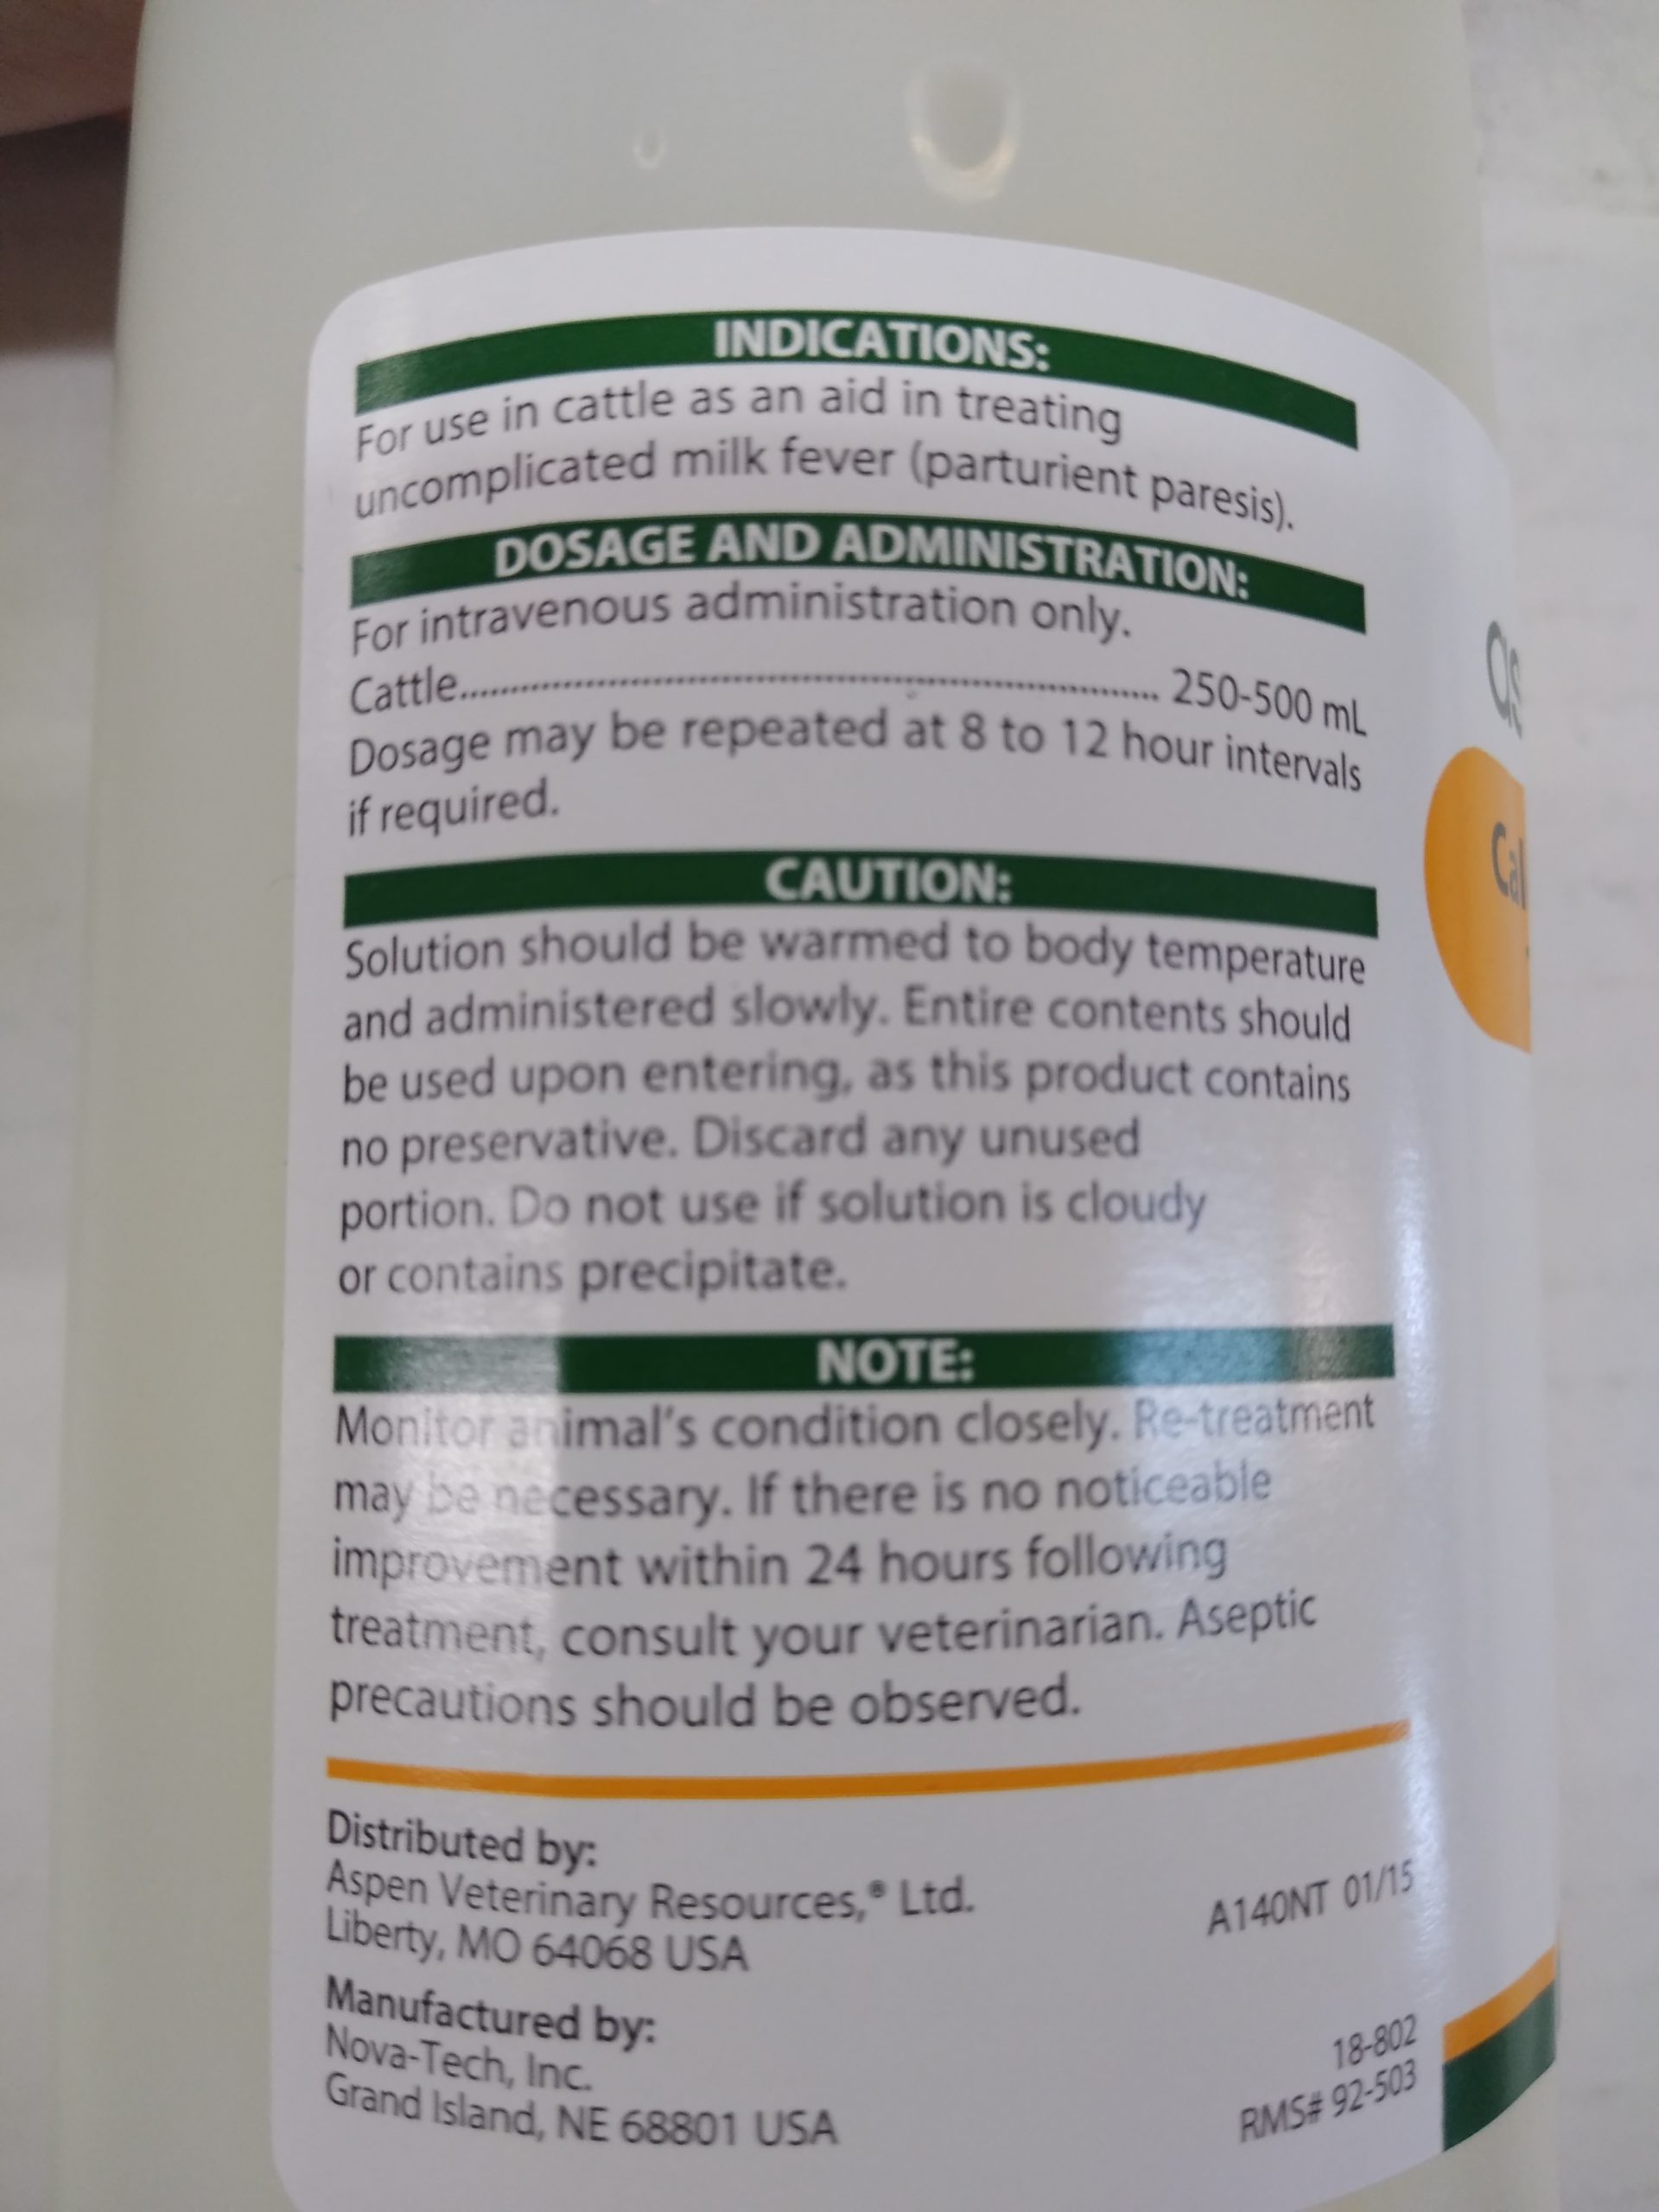 INDICATIONS:
For use in cattle as an aid in treating
uncomplicated milk fever (parturient paresis).
DOSAGE AND ADMINISTRATION:
For intravenous administration only.
Cattle.......................................................................... 250-500 mL
Dosage may be repeated at 8 to 12 hour intervals
if required.
CAUTION:
Solution should be warmed to body temperature
and administered slowly. Entire contents should
be used upon entering, as this product contains
no preservative. Discard any unused
portion. Do not use if solution is cloudy
or contains precipitate.
NOTE:
Monitor animal's condition closely. Re-treatment
may be necessary. If there is no noticeable
improvement within 24 hours following
treatment, consult your veterinarian. Aseptic
precautions should be observed.
Distributed by:
Aspen Veterinary Resources,® Ltd.
Liberty, MO 64068 USA
A140NT 01/15
Manufactured by:
Nova-Tech, Inc.
Grand Island, NE 68801 USA
18-802
RMS# 92-503
as
Cal